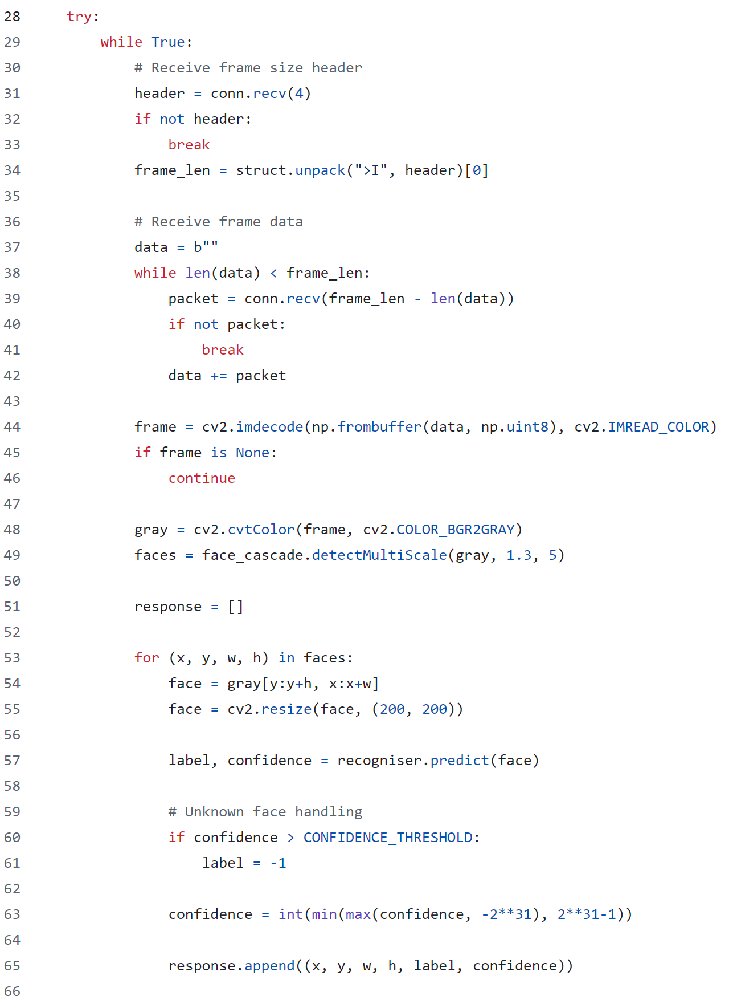 28 try:
29 while True:
30 # Receive frame size header
31 header = conn.recv(4)
32 if not header:
33 break
34 frame_len = struct.unpack(">I", header)[0]
35
36 # Receive frame data
37 data = b""
38 while len(data) < frame_len:
39 packet = conn.recv(frame_len - len(data))
40 if not packet:
41 break
42 data += packet
43
44 frame = cv2.imdecode(np.frombuffer(data, np.uint8), cv2.IMREAD_COLOR)
45 if frame is None:
46 continue
47
48 gray = cv2.cvtColor(frame, cv2.COLOR_BGR2GRAY)
49 faces = face_cascade.detectMultiScale(gray, 1.3, 5)
50
51 response = []
52
53 for (x, y, w, h) in faces:
54 face = gray[y:y+h, x:x+w]
55 face = cv2.resize(face, (200, 200))
56
57 label, confidence = recogniser.predict(face)
58
59 # Unknown face handling
60 if confidence > CONFIDENCE_THRESHOLD:
61 label = -1
62
63 confidence = int(min(max(confidence, -2**31), 2**31-1))
64
65 response.append((x, y, w, h, label, confidence))
66